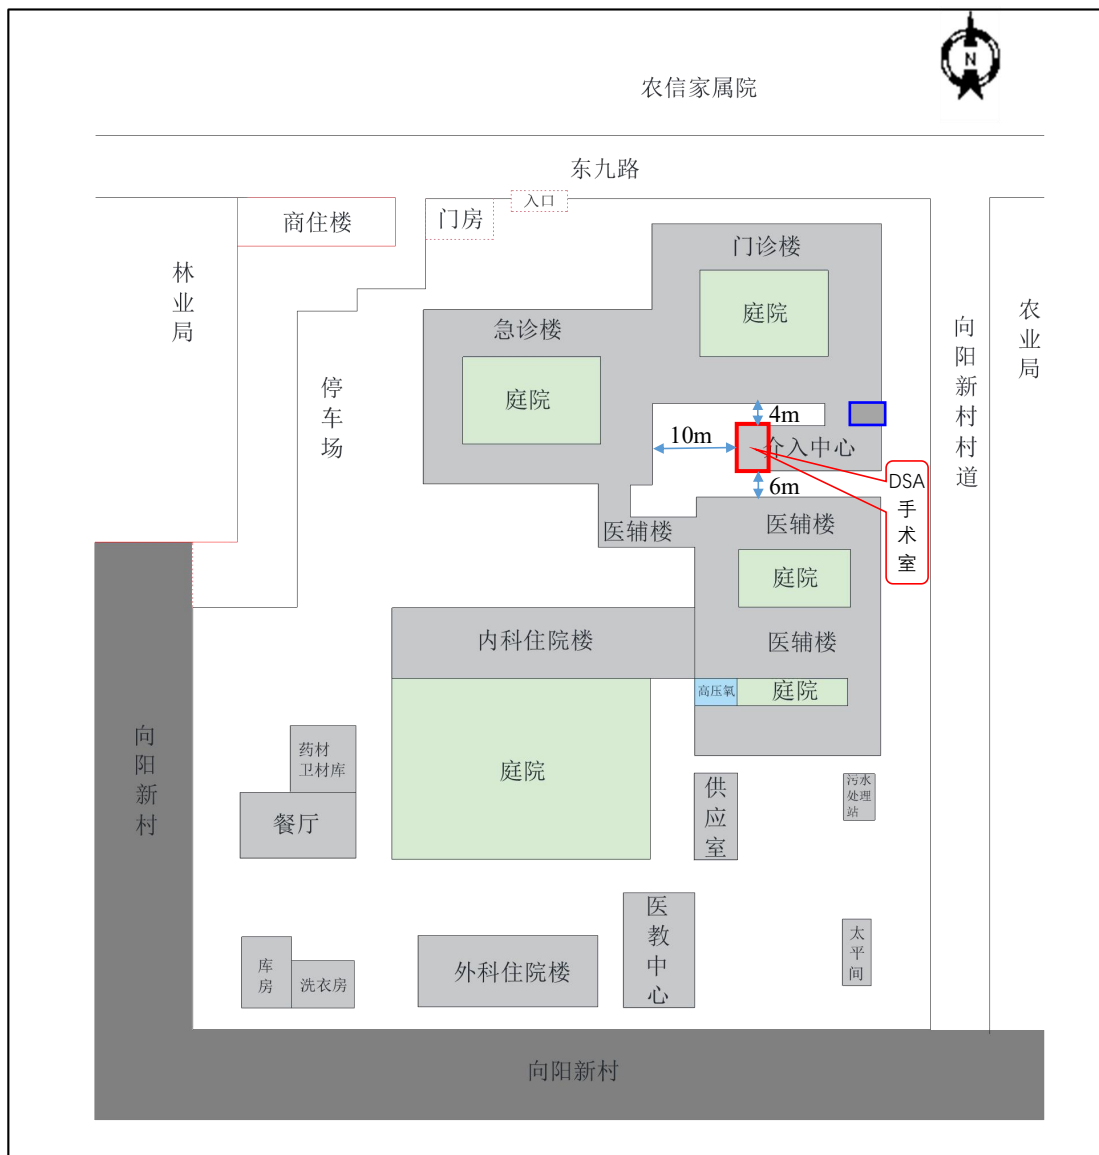 N
农信家属院
东九路
入口
商住楼
门房
门诊楼
林业局
庭院
农业局
急诊楼
向阳新村村道
停车场
庭院
4m
10m
介入中心
DSA
手
术
室
6m
医辅楼
医辅楼
庭院
内科住院楼
医辅楼
高压氧
庭院
向阳新村
药材
卫材库
庭院
供应室
污水
处理
站
餐厅
医教中心
太平间
库房
洗衣房
外科住院楼
向阳新村